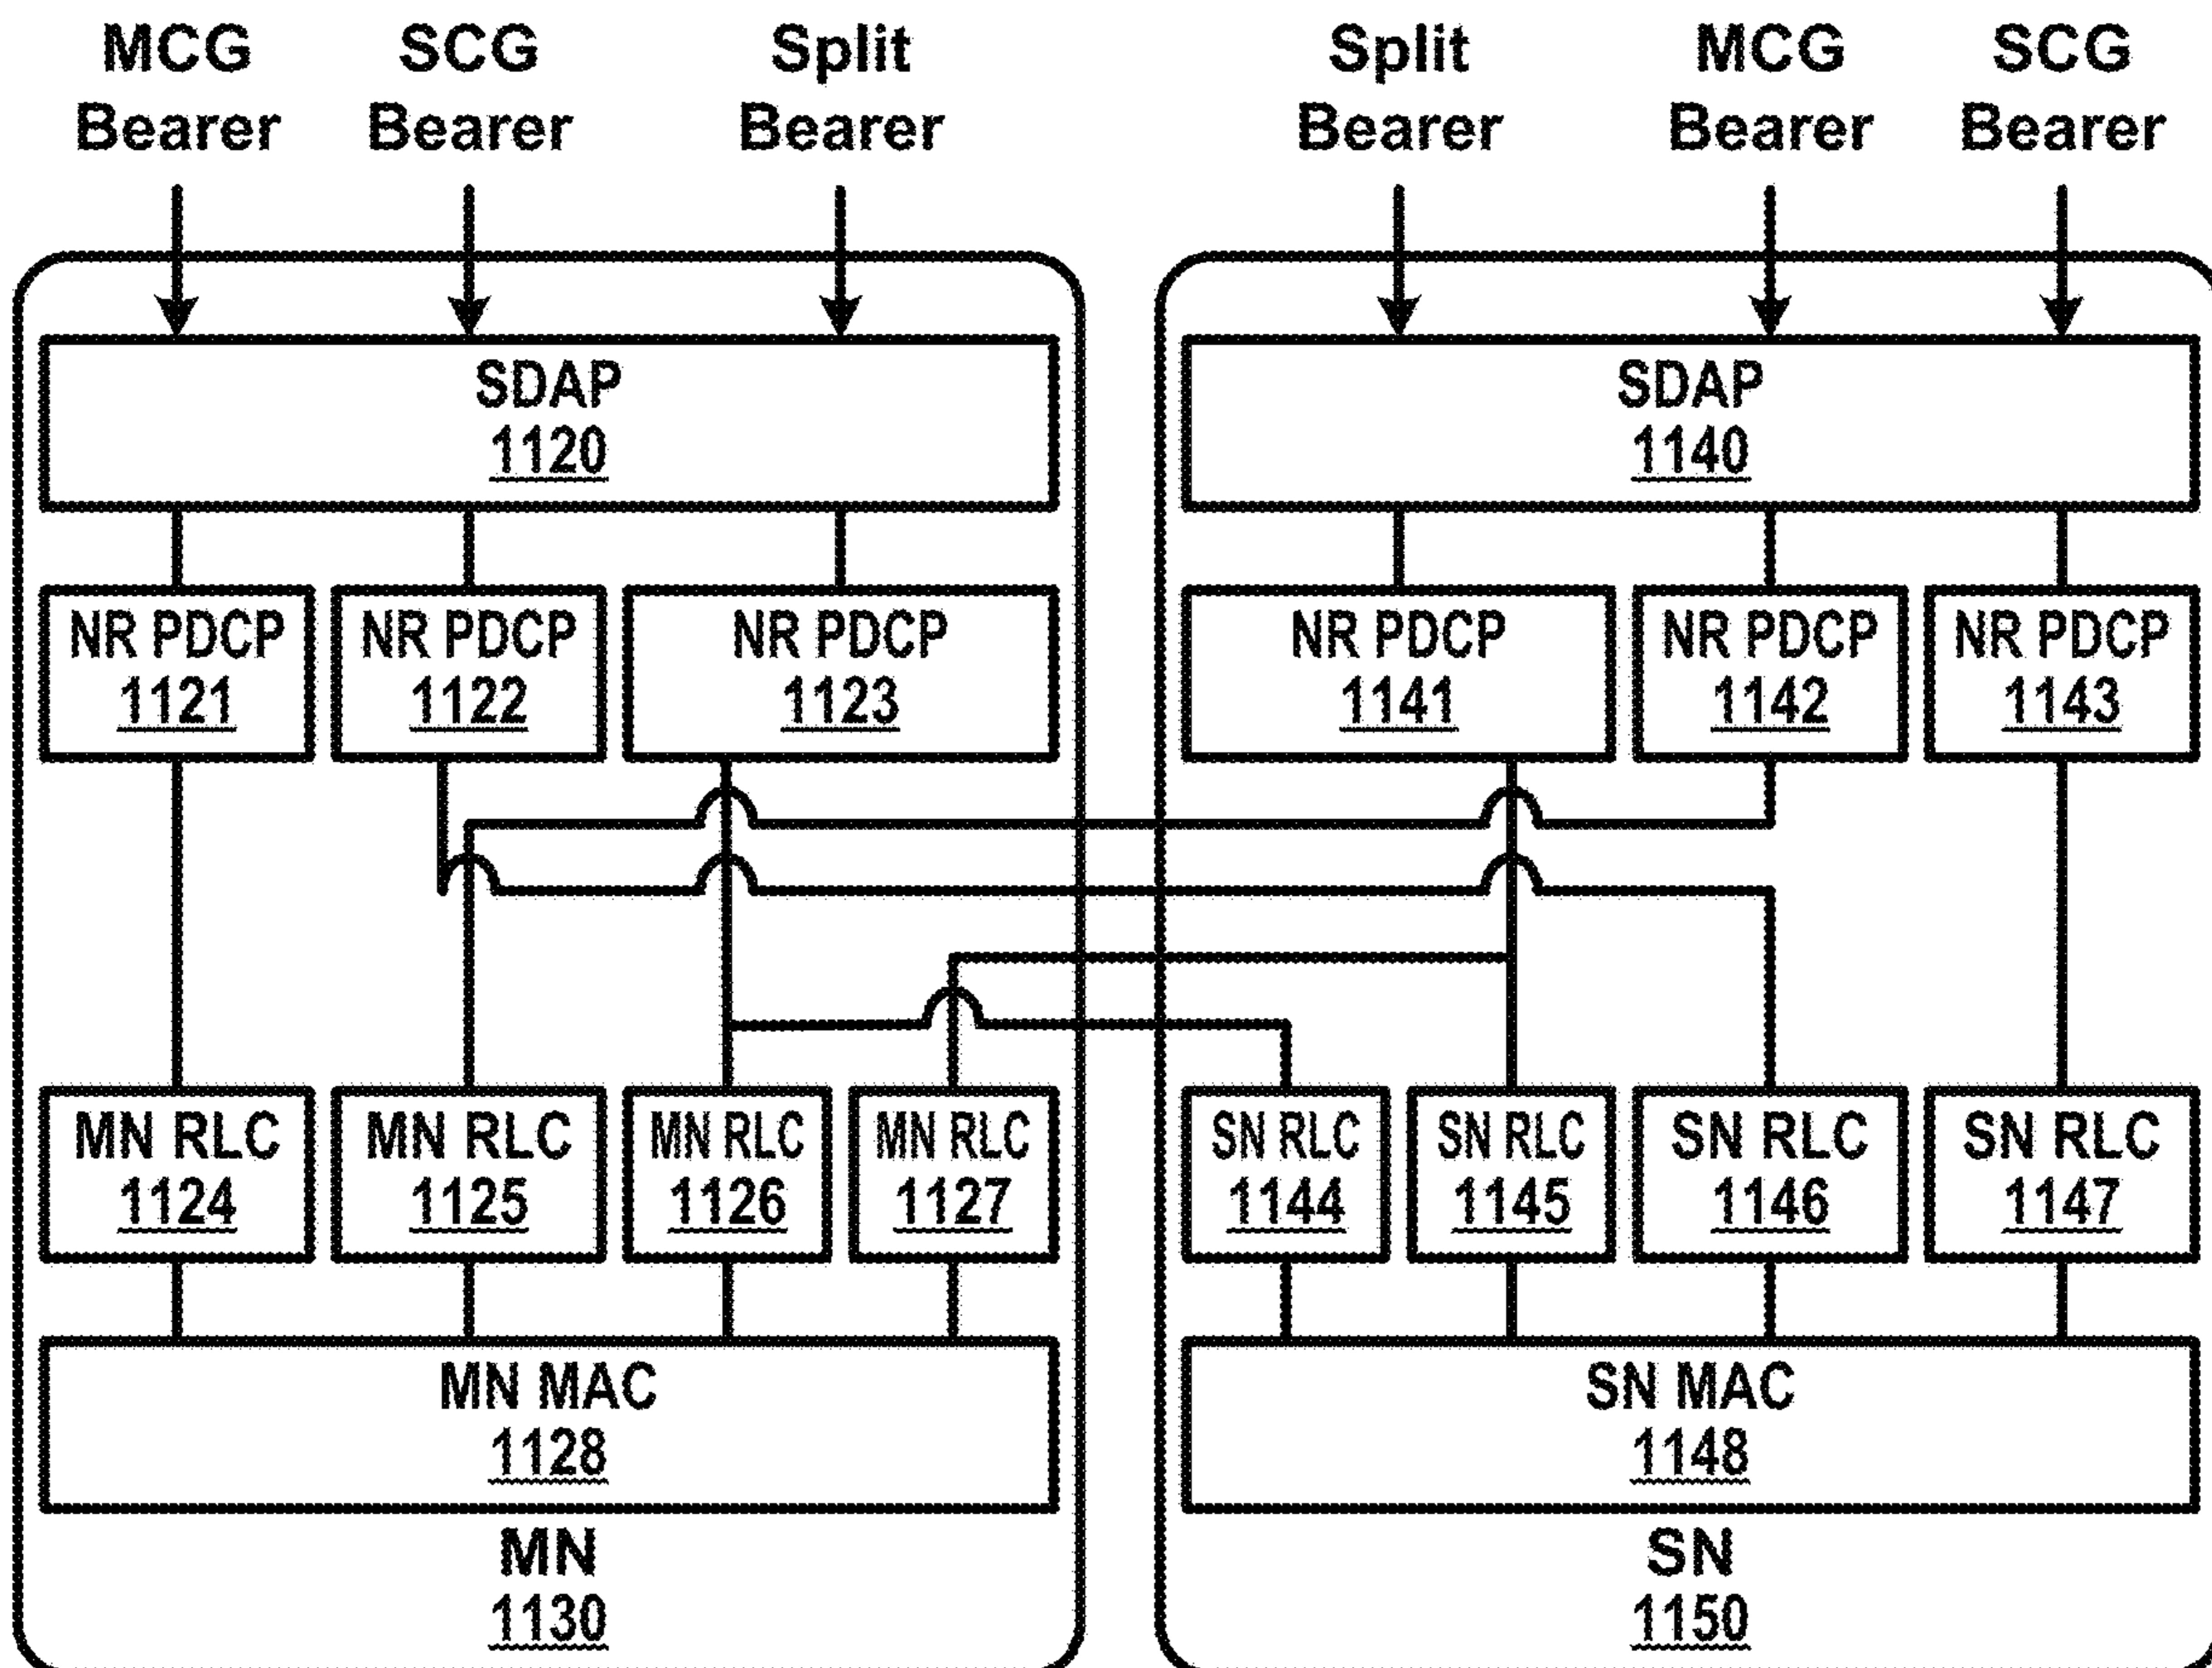 MCG SCG Split Split MCG SCG
Bearer Bearer Bearer Bearer Bearer Bearer
SDAP SDAP
1120 1140
NR PDCP NR PDCP NR PDCP NR PDCP NR PDCP NR PDCP
1121 1122 1123 1141 1142 1143
MN RLC MN RLC MN RLC MN RLC SN RLC SN RLC SN RLC SN RLC
1124 1125 1126 1127 1144 1145 1146 1147
MN MAC SN MAC
1128 1148
MN SN
1130 1150